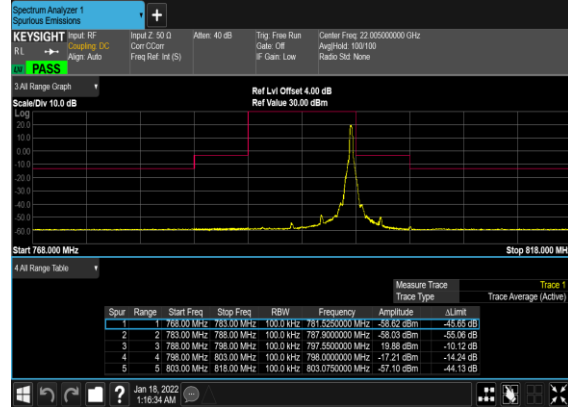 Spectrum Analyzer 1
Spurious Emissions
+
KEYSIGHT Input: RF Input Z: 50 Ω Atten: 40 dB Trig: Free Run Center Freq: 22.005000000 GHz
RL Coupling: DC Corr CCorr Gate: Off Avg|Hold: 100/100
Align: Auto Freq Ref: Int (S) IF Gain: Low Radio Std: None
PASS
3 All Range Graph
Ref Lvl Offset 4.00 dB
Scale/Div 10.0 dB Ref Value 30.00 dBm
Log
20.0
10.0
0.00
-10.0
-20.0
-30.0
-40.0
-50.0
-60.0
Start 768.000 MHz Stop 818.000 MH
4 All Range Table
Measure Trace Trace 1
Trace Type Trace Average (Active)
Spur Range Start Freq Stop Freq RBW Frequency Amplitude ΔLimit
1 1 768.00 MHz 783.00 MHz 100.0 kHz 781.5250000 MHz -58.62 dBm -45.65 dB
2 2 783.00 MHz 788.00 MHz 100.0 kHz 787.9000000 MHz -58.03 dBm -55.06 dB
3 3 788.00 MHz 798.00 MHz 100.0 kHz 797.5500000 MHz 19.88 dBm -10.12 dB
4 4 798.00 MHz 803.00 MHz 100.0 kHz 798.0000000 MHz -17.21 dBm -14.24 dB
5 5 803.00 MHz 818.00 MHz 100.0 kHz 803.0750000 MHz -57.10 dBm -44.13 dB
? Jan 18, 2022
1:16:34 AM